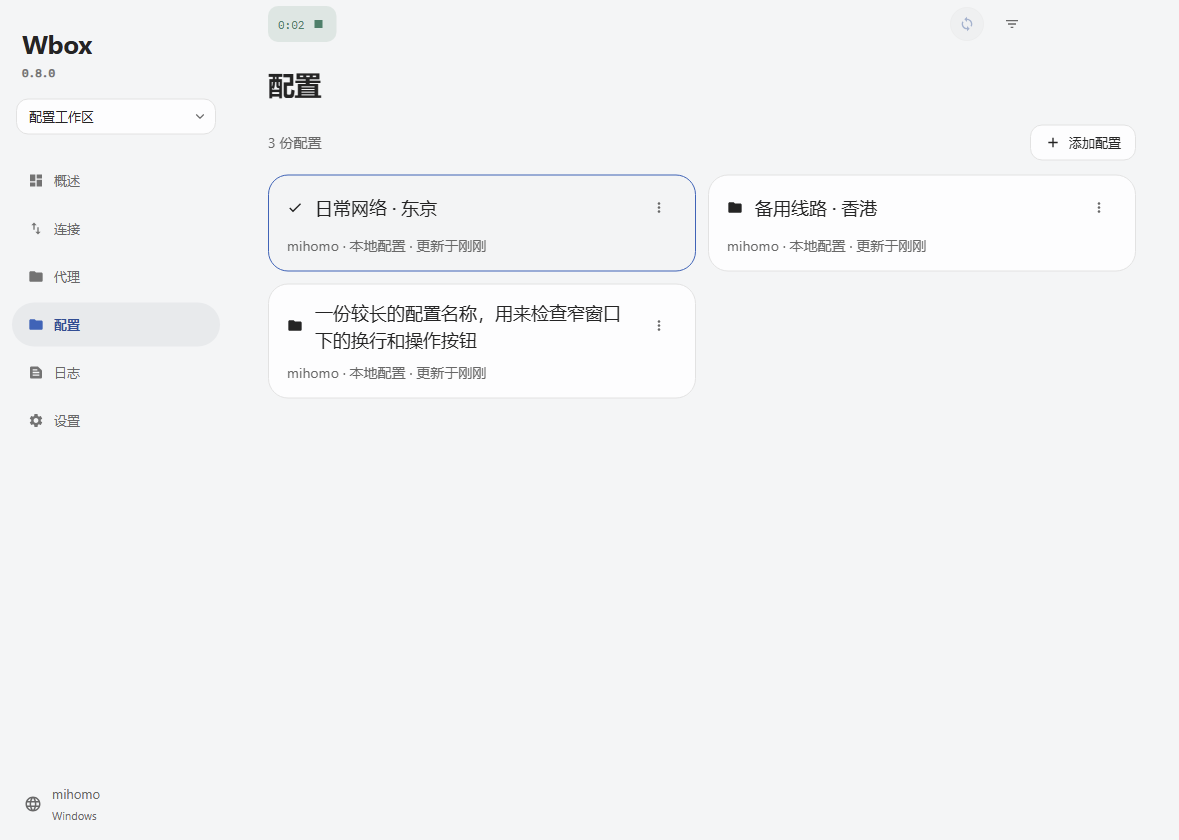 Wbox
0.8.0
配置工作区
概述
连接
代理
配置
日志
设置
mihomo
Windows
0:02
配置
3 份配置
添加配置
日常网络 · 东京
mihomo · 本地配置 · 更新于刚刚
备用线路 · 香港
mihomo · 本地配置 · 更新于刚刚
一份较长的配置名称，用来检查窄窗口
下的换行和操作按钮
mihomo · 本地配置 · 更新于刚刚